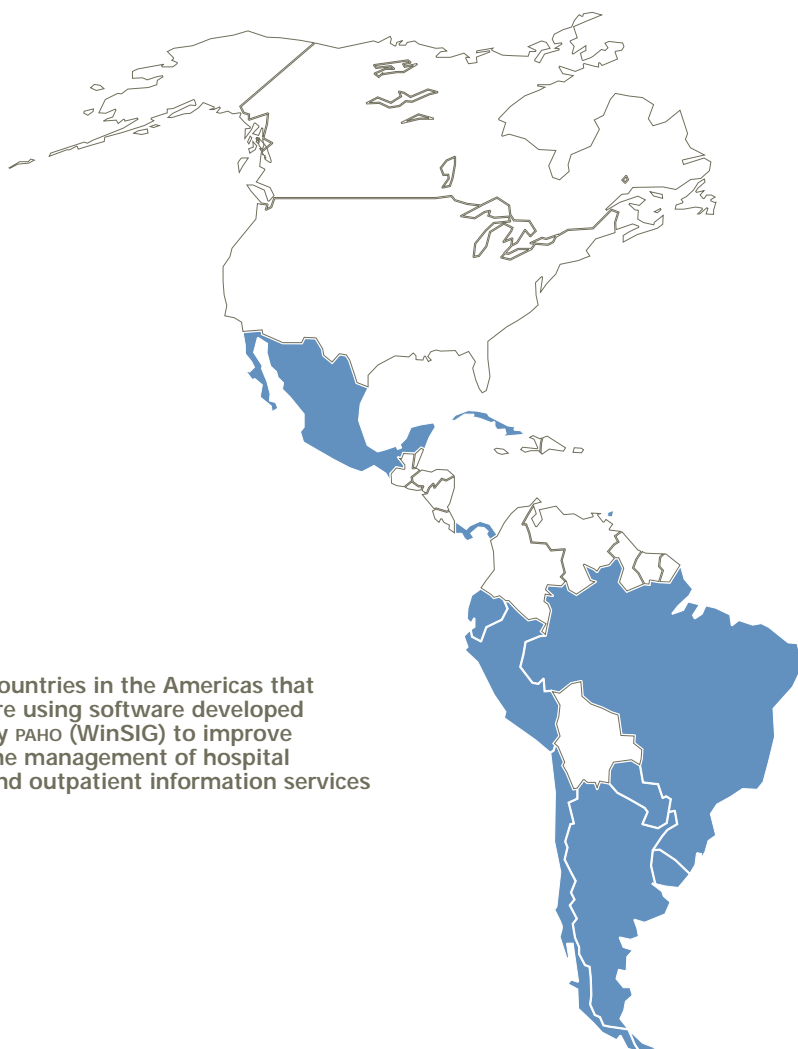 ountries in the Americas that
re using software developed
y PAHO (WinSIG) to improve
he management of hospital
nd outpatient information services